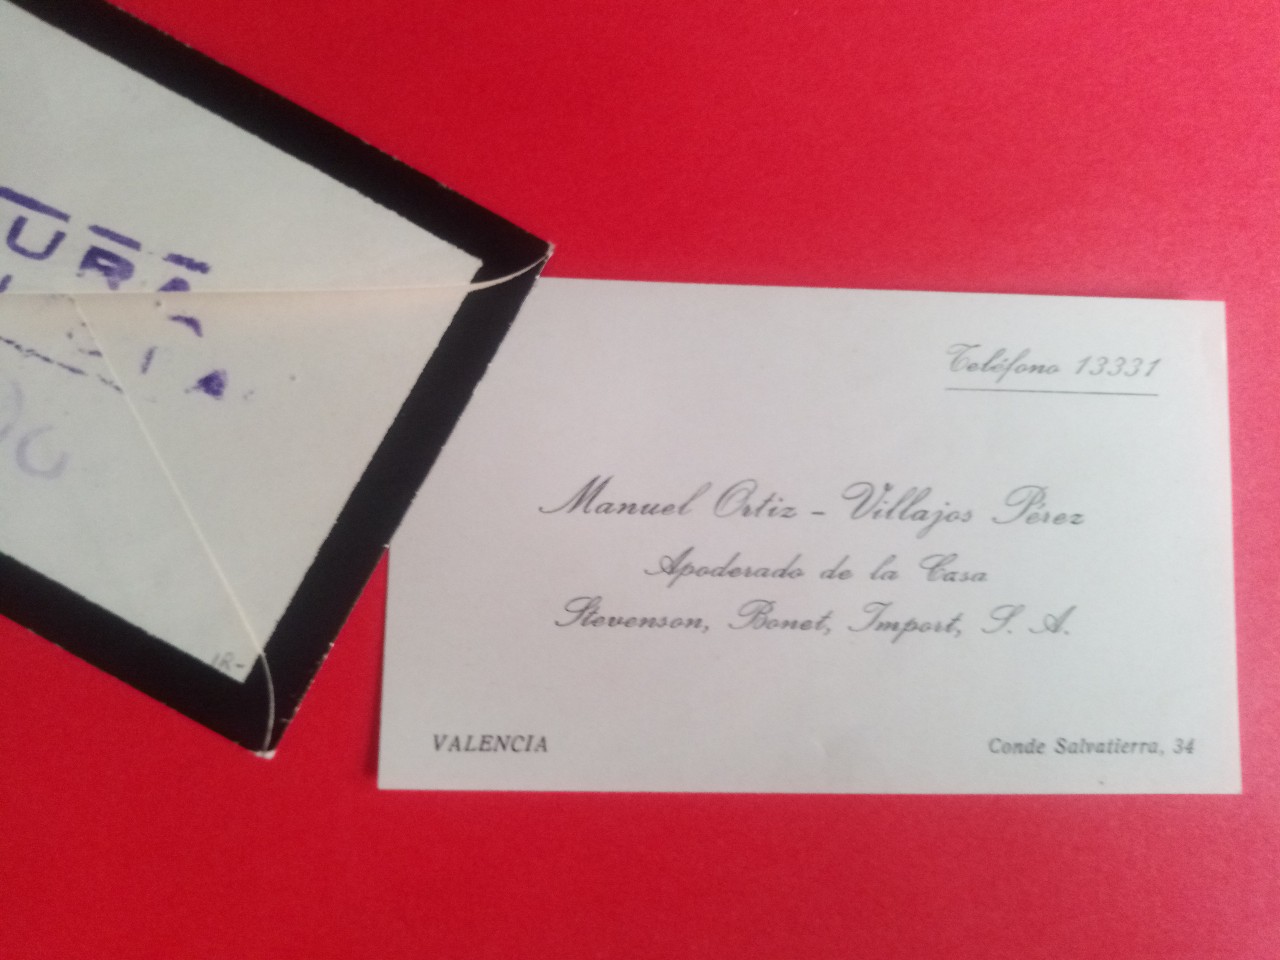 Teléfono 13331
Manuel Ortiz - Villajos Pérez
Apoderado de la Casa
Stevenson, Bonet, Import, S. A.
VALENCIA
Conde Salvatierra, 34